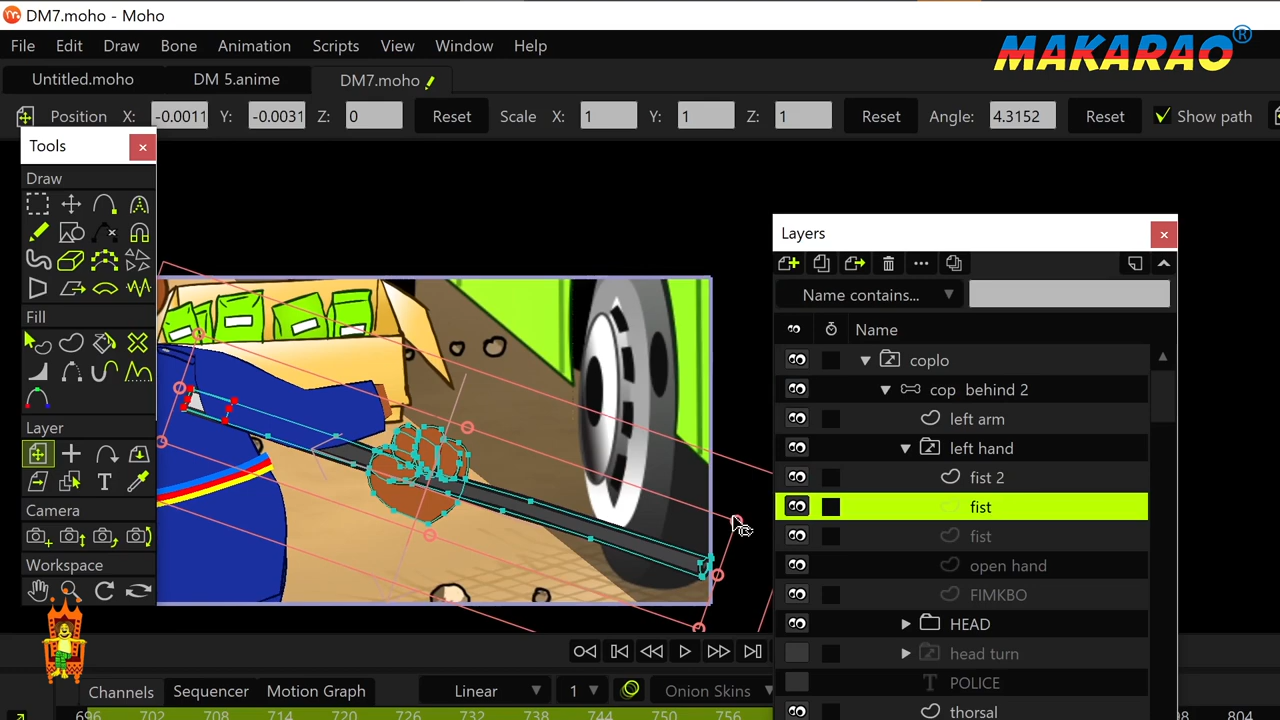 DM7.moho - Moho
File Edit Draw Bone Animation Scripts View Window Help
MAKARAO®
Untitled.moho DM 5.anime DM7.moho
Position X: -0.0011 Y: -0.0031 Z: 0 Reset Scale X: 1 Y: 1 Z: 1 Reset Angle: 4.3152 Reset Show path
Tools
Draw
Fill
Layer
Camera
Workspace
Layers
Name contains...
Name
coplo
cop behind 2
left arm
left hand
fist 2
fist
fist
open hand
FIMKBO
HEAD
head turn
POLICE
thorsal
Channels Sequencer Motion Graph Linear 1 Onion Skins
696 702 708 714 720 726 732 738 744 750 756 798 804